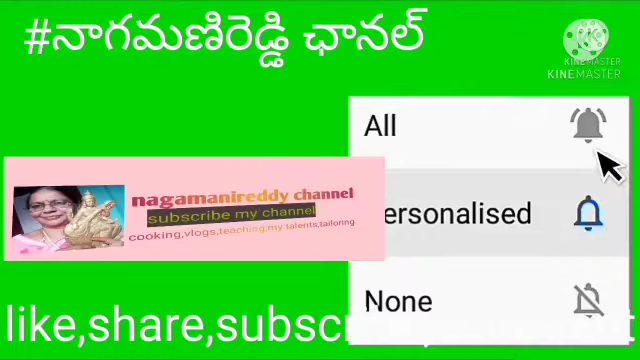 #నాగమణిరెడ్డి ఛానల్
KINEMASTER
KINEMASTER
All
nagamanireddy channel
subscribe my channel
cooking,vlogs,teaching,my talents,tailoring
ersonalised
None
like,share,subsc